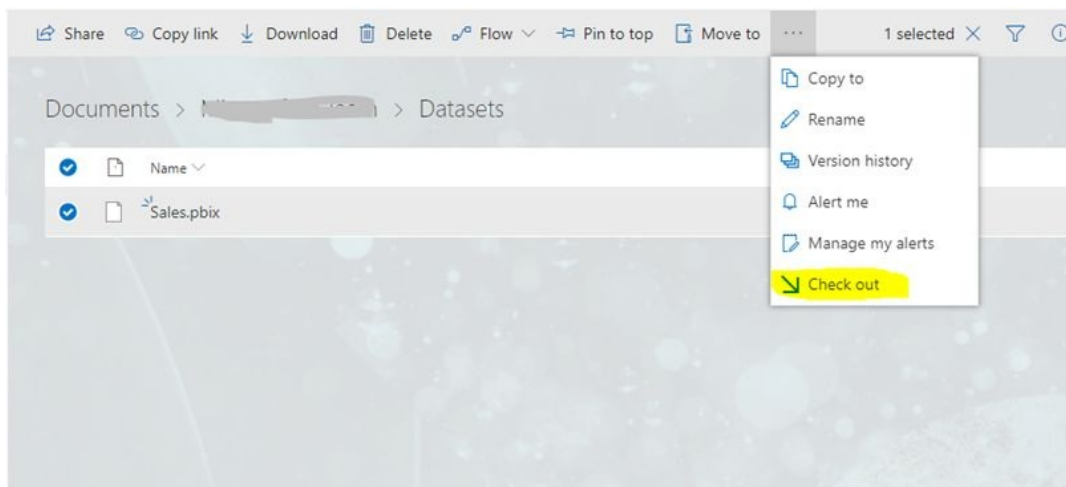 Share Copy link Download Delete Flow Pin to top Move to ... 1 selected
Copy to
Documents > > Datasets
Rename
Name
Version history
Sales.pbix
Alert me
Manage my alerts
Check out